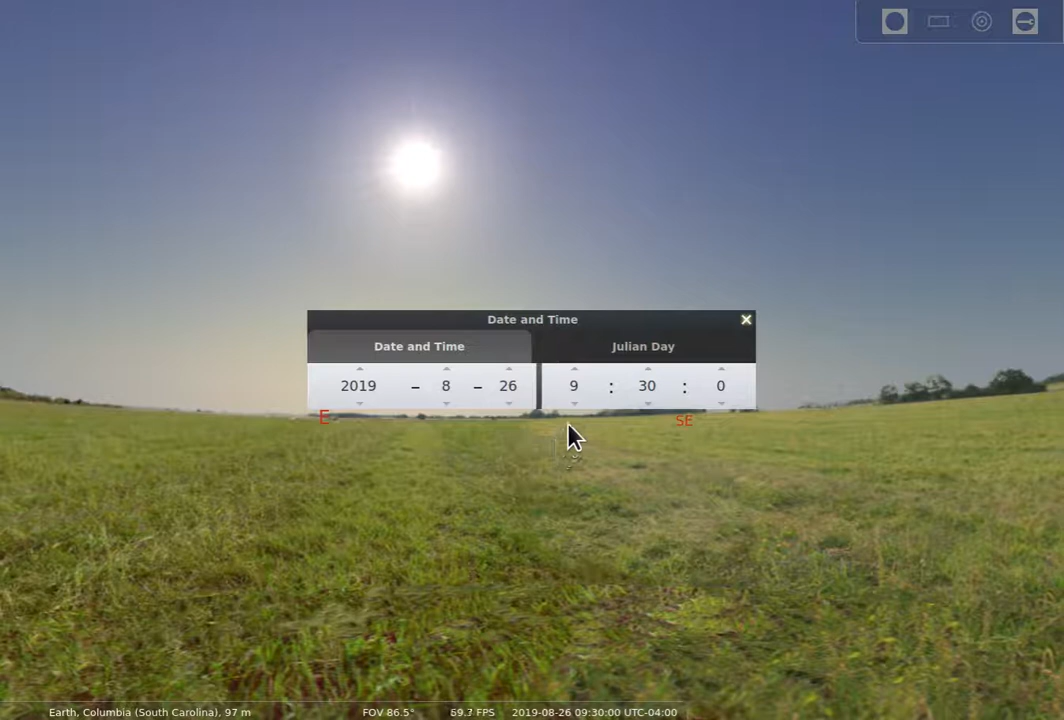 Date and Time
Date and Time Julian Day
2019 – 8 – 26 9 : 30 : 0
E SE
Earth, Columbia (South Carolina), 97 m FOV 86.5° 59.7 FPS 2019-08-26 09:30:00 UTC-04:00